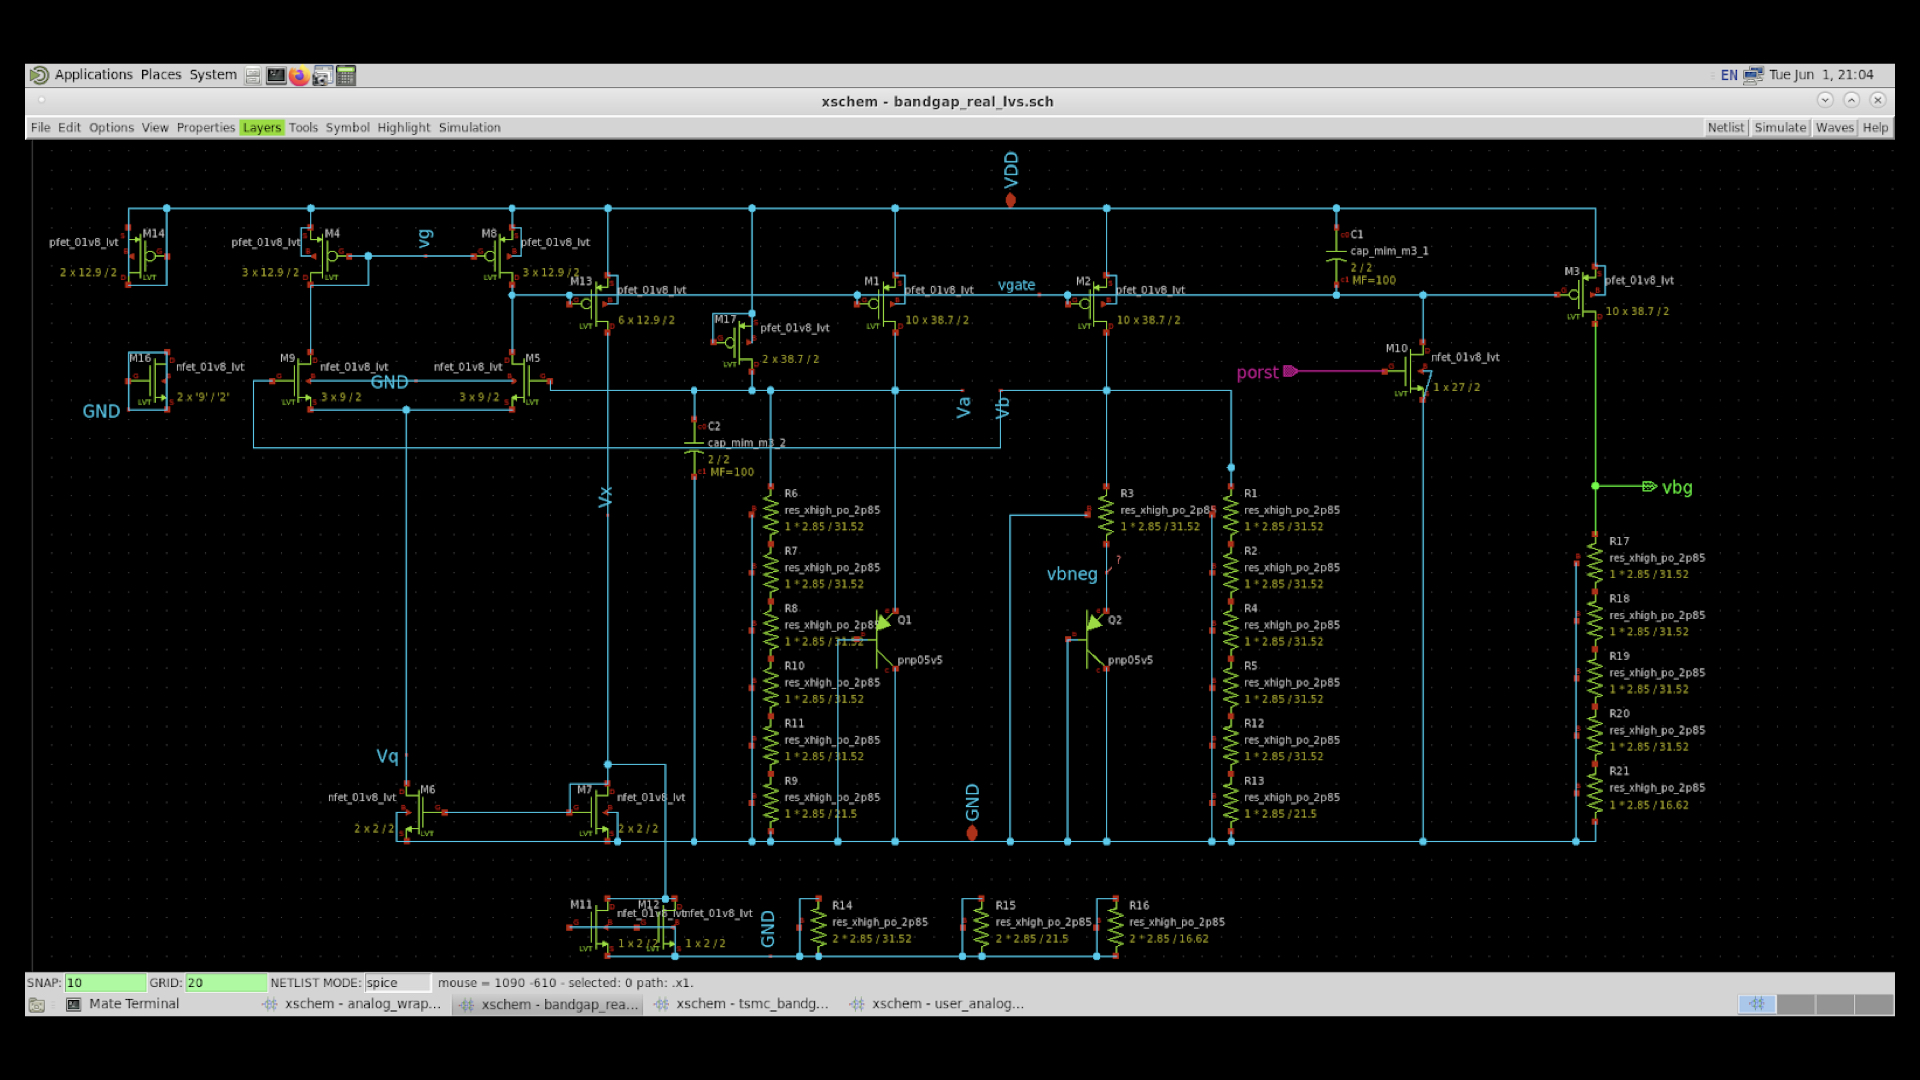 Applications Places System
EN Tue Jun 1, 21:04
xschem - bandgap_real_lvs.sch
File Edit Options View Properties Layers Tools Symbol Highlight Simulation
Netlist Simulate Waves Help
VDD
M14
pfet_01v8_lvt
2 x 12.9 / 2
LVT
M4
pfet_01v8_lvt
3 x 12.9 / 2
LVT
vg
M8
pfet_01v8_lvt
3 x 12.9 / 2
LVT
M13
pfet_01v8_lvt
6 x 12.9 / 2
LVT
M17
pfet_01v8_lvt
2 x 38.7 / 2
LVT
M1
pfet_01v8_lvt
10 x 38.7 / 2
LVT
vgate
M2
pfet_01v8_lvt
10 x 38.7 / 2
LVT
C1
cap_mim_m3_1
2 / 2
MF=100
M3
pfet_01v8_lvt
10 x 38.7 / 2
LVT
M16
nfet_01v8_lvt
2 x '9' / '2'
LVT
GND
M9
nfet_01v8_lvt
3 x 9 / 2
LVT
GND
M5
nfet_01v8_lvt
3 x 9 / 2
LVT
porst
M10
nfet_01v8_lvt
1 x 27 / 2
LVT
Va
Vb
C2
cap_mim_m3_2
2 / 2
MF=100
Vx
vbg
R6
res_xhigh_po_2p85
1 * 2.85 / 31.52
R7
res_xhigh_po_2p85
1 * 2.85 / 31.52
R8
res_xhigh_po_2p85
1 * 2.85 / 31.52
R10
res_xhigh_po_2p85
1 * 2.85 / 31.52
R11
res_xhigh_po_2p85
1 * 2.85 / 31.52
R9
res_xhigh_po_2p85
1 * 2.85 / 21.5
Q1
pnp05v5
R3
res_xhigh_po_2p85
1 * 2.85 / 31.52
vbneg
?
Q2
pnp05v5
R1
res_xhigh_po_2p85
1 * 2.85 / 31.52
R2
res_xhigh_po_2p85
1 * 2.85 / 31.52
R4
res_xhigh_po_2p85
1 * 2.85 / 31.52
R5
res_xhigh_po_2p85
1 * 2.85 / 31.52
R12
res_xhigh_po_2p85
1 * 2.85 / 31.52
R13
res_xhigh_po_2p85
1 * 2.85 / 21.5
R17
res_xhigh_po_2p85
1 * 2.85 / 31.52
R18
res_xhigh_po_2p85
1 * 2.85 / 31.52
R19
res_xhigh_po_2p85
1 * 2.85 / 31.52
R20
res_xhigh_po_2p85
1 * 2.85 / 31.52
R21
res_xhigh_po_2p85
1 * 2.85 / 16.62
Vq
M6
nfet_01v8_lvt
2 x 2 / 2
LVT
M7
nfet_01v8_lvt
2 x 2 / 2
LVT
GND
M11
nfet_01v8_lvt
1 x 2 / 2
LVT
M12
nfet_01v8_lvt
1 x 2 / 2
LVT
GND
R14
res_xhigh_po_2p85
2 * 2.85 / 31.52
R15
res_xhigh_po_2p85
2 * 2.85 / 21.5
R16
res_xhigh_po_2p85
2 * 2.85 / 16.62
SNAP: 10 GRID: 20 NETLIST MODE: spice mouse = 1090 -610 - selected: 0 path: .x1.
Mate Terminal xschem - analog_wrap... xschem - bandgap_rea... xschem - tsmc_bandg... xschem - user_analog...